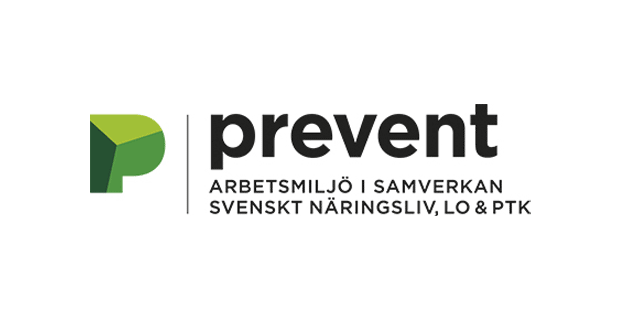 prevent
ARBETSMILJÖ I SAMVERKAN
SVENSKT NÄRINGSLIV, LO & PTK